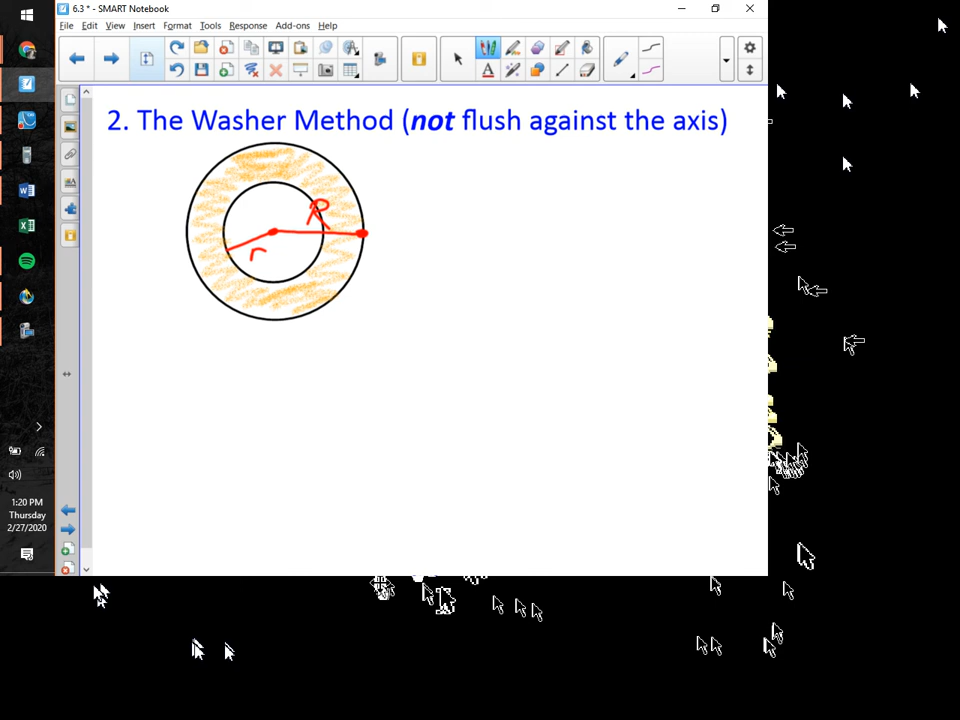 6.3 * - SMART Notebook
File Edit View Insert Format Tools Response Add-ons Help
2. The Washer Method (not flush against the axis)
R
r
1:20 PM
Thursday
2/27/2020